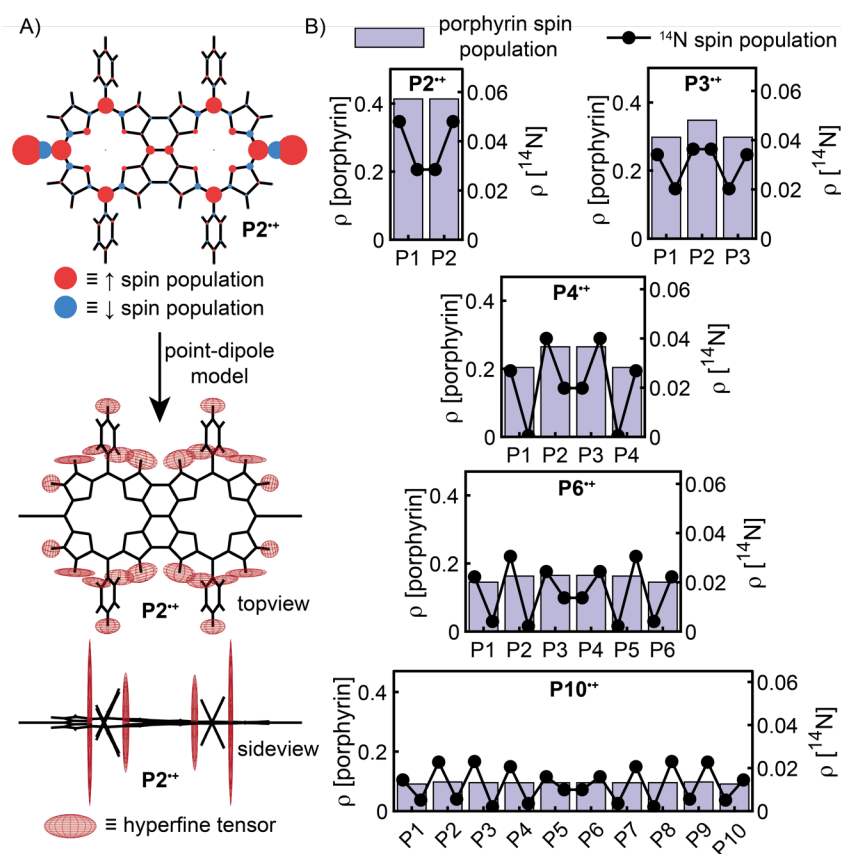 A)
P2•+
≡ ↑ spin population
≡ ↓ spin population
point-dipole
model
topview
P2•+
sideview
P2•+
≡ hyperfine tensor
B)
porphyrin spin
population
¹⁴N spin population
P2•+
ρ [porphyrin]
0.4
0.2
0
ρ [¹⁴N]
0.06
0.04
0.02
0
P1 P2
P3•+
ρ [porphyrin]
0.4
0.2
0
ρ [¹⁴N]
0.06
0.04
0.02
0
P1 P2 P3
P4•+
ρ [porphyrin]
0.4
0.2
0
ρ [¹⁴N]
0.06
0.04
0.02
0
P1 P2 P3 P4
P6•+
ρ [porphyrin]
0.4
0.2
0
ρ [¹⁴N]
0.06
0.04
0.02
0
P1 P2 P3 P4 P5 P6
P10•+
ρ [porphyrin]
0.4
0.2
0
ρ [¹⁴N]
0.06
0.04
0.02
0
P1 P2 P3 P4 P5 P6 P7 P8 P9 P10